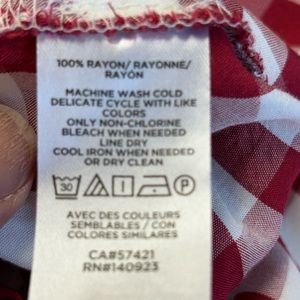 100% RAYON/ RAYONNE/
RAYÓN
MACHINE WASH COLD
DELICATE CYCLE WITH LIKE
COLORS
ONLY NON-CHLORINE
BLEACH WHEN NEEDED
LINE DRY
COOL IRON WHEN NEEDED
OR DRY CLEAN
30 P
AVEC DES COULEURS
SEMBLABLES / CON
COLORES SIMILARES
CA#57421
RN#140923